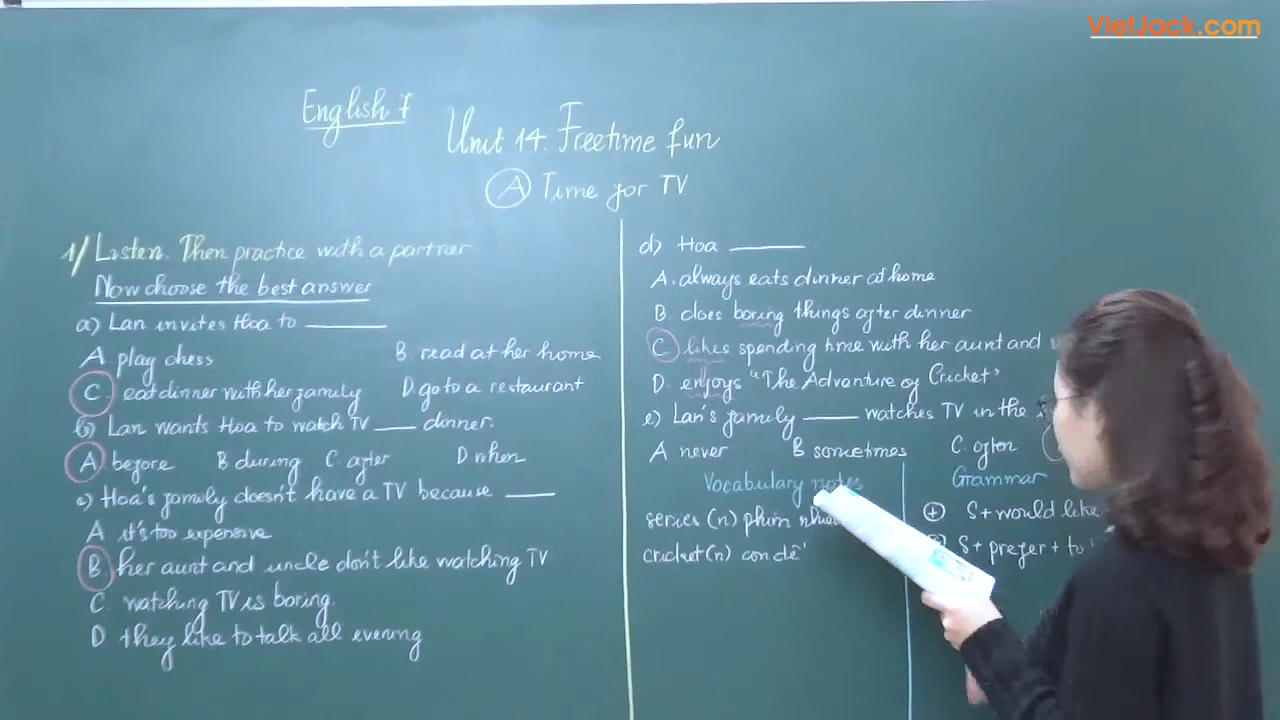 VietJack.com
English 7
Unit 14. Freetime fun
A Time for TV
1/ Listen. Then practice with a partner
Now choose the best answer
a) Lan invites Hoa to ______
A play chess B read at her home
C. eat dinner with her family D. go to a restaurant
b) Lan wants Hoa to watch TV ____ dinner.
A before B during C. after D when
c) Hoa's family doesn't have a TV because ____
A it's too expensive
B. her aunt and uncle don't like watching TV
C. watching TV is boring.
D they like to talk all evening
d) Hoa ______.
A. always eats dinner at home
B. does boring things after dinner
C. likes spending time with her aunt and
D. enjoys "The Adventure of Cricket"
e) Lan's family ____ watches TV in the
A never B sometimes C. often
Vocabulary notes
series (n) phim
cricket (n) con dế
Grammar
(+) S + would like
S + prefer + to